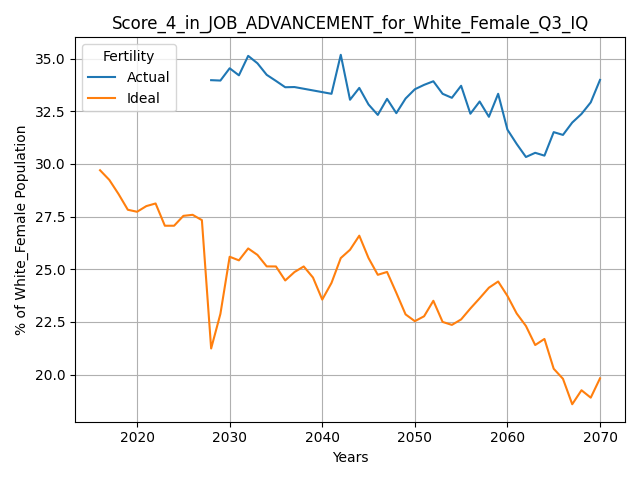 Score_4_in_JOB_ADVANCEMENT_for_White_Female_Q3_IQ
Fertility
Actual
Ideal
% of White_Female Population
35.0
32.5
30.0
27.5
25.0
22.5
20.0
2020 2030 2040 2050 2060 2070
Years